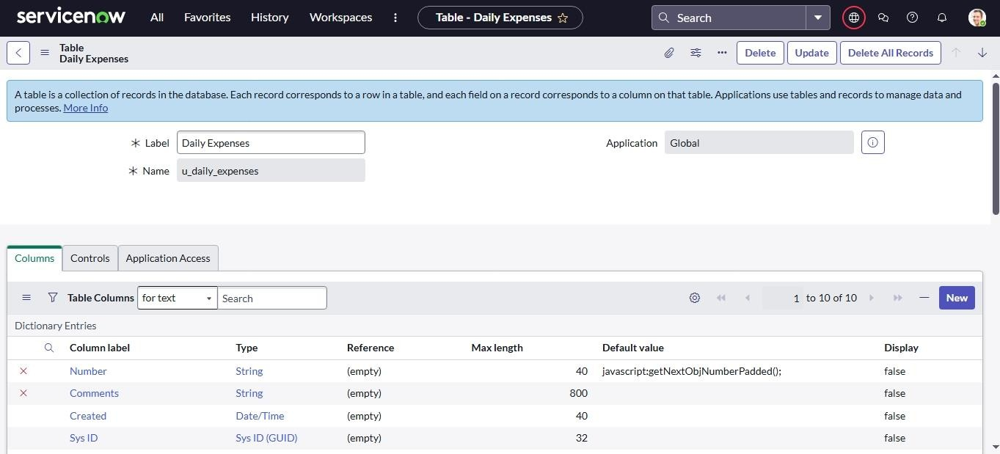 servicenow All Favorites History Workspaces Table - Daily Expenses Search
Table
Daily Expenses
Delete Update Delete All Records
A table is a collection of records in the database. Each record corresponds to a row in a table, and each field on a record corresponds to a column on that table. Applications use tables and records to manage data and
processes. More Info
* Label Daily Expenses Application Global
* Name u_daily_expenses
Columns Controls Application Access
Table Columns for text Search 1 to 10 of 10 New
Dictionary Entries
Column label Type Reference Max length Default value Display
Number String (empty) 40 javascript:getNextObjNumberPadded(); false
Comments String (empty) 800 false
Created Date/Time (empty) 40 false
Sys ID Sys ID (GUID) (empty) 32 false